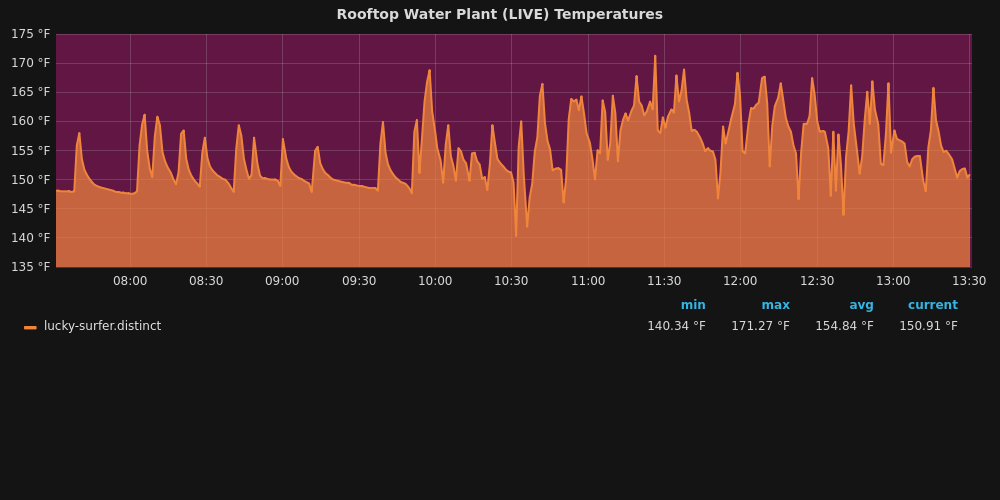 Rooftop Water Plant (LIVE) Temperatures
175 °F
170 °F
165 °F
160 °F
155 °F
150 °F
145 °F
140 °F
135 °F
08:00 08:30 09:00 09:30 10:00 10:30 11:00 11:30 12:00 12:30 13:00 13:30
min max avg current
lucky-surfer.distinct 140.34 °F 171.27 °F 154.84 °F 150.91 °F